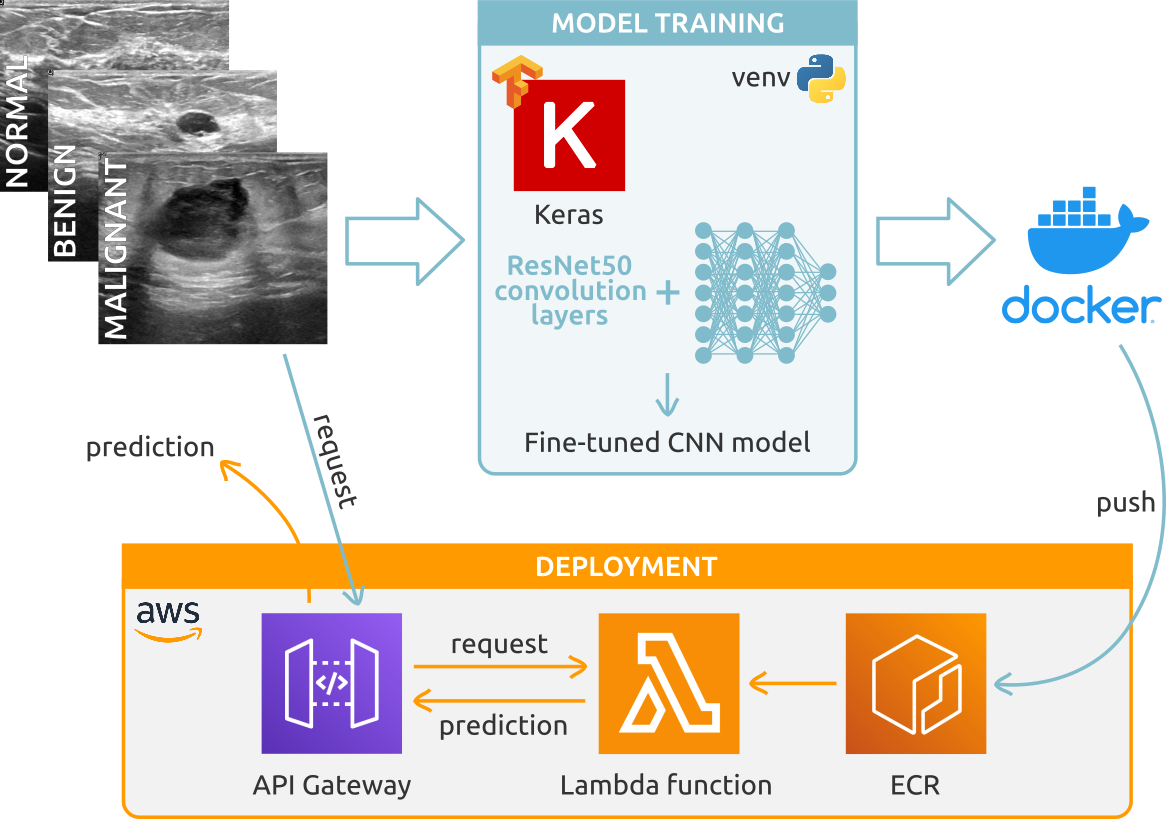 NORMAL
BENIGN
MALIGNANT
MODEL TRAINING
venv
K
Keras
ResNet50
convolution
layers
+
Fine-tuned CNN model
docker
request
prediction
push
DEPLOYMENT
aws
</>
request
prediction
API Gateway
Lambda function
ECR